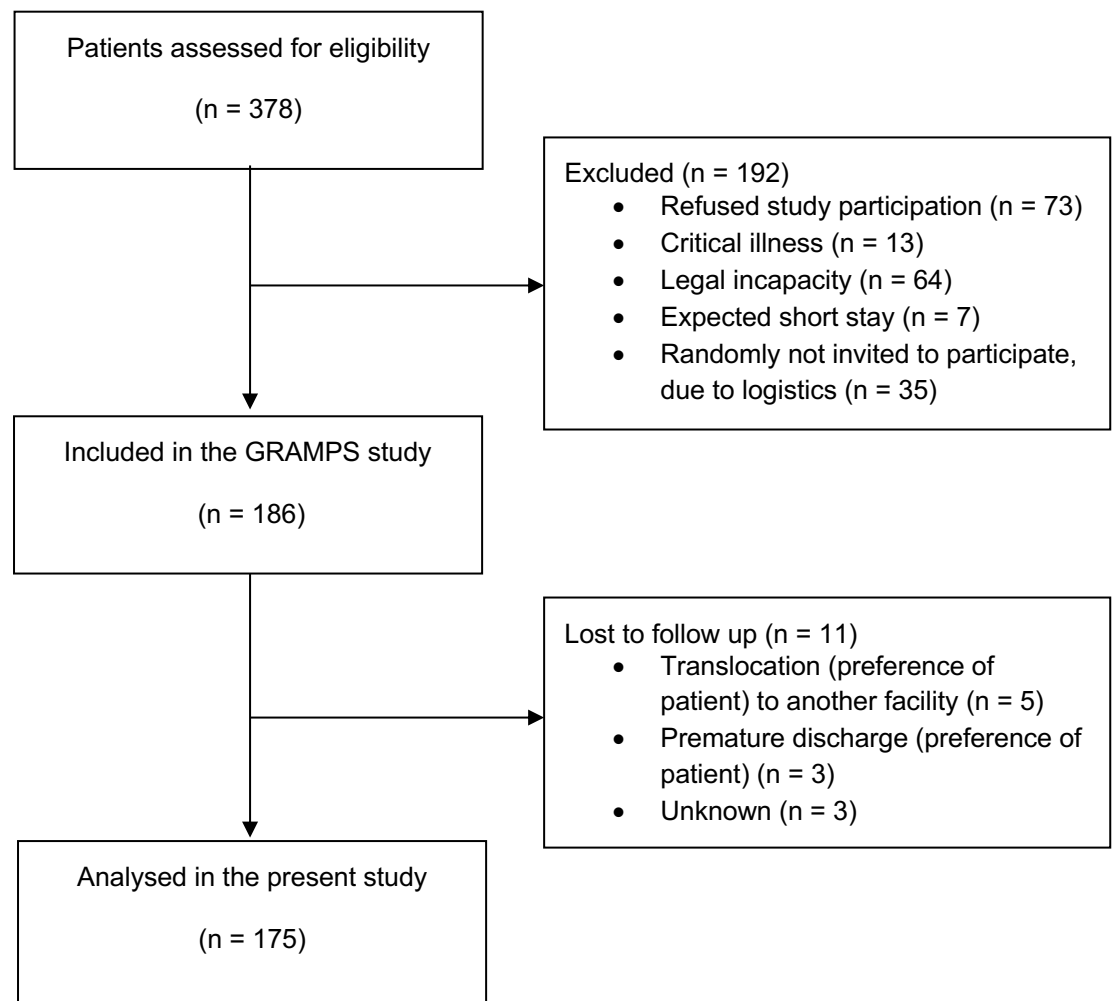 Patients assessed for eligibility
(n = 378)
Excluded (n = 192)
• Refused study participation (n = 73)
• Critical illness (n = 13)
• Legal incapacity (n = 64)
• Expected short stay (n = 7)
• Randomly not invited to participate,
due to logistics (n = 35)
Included in the GRAMPS study
(n = 186)
Lost to follow up (n = 11)
• Translocation (preference of
patient) to another facility (n = 5)
• Premature discharge (preference of
patient) (n = 3)
• Unknown (n = 3)
Analysed in the present study
(n = 175)